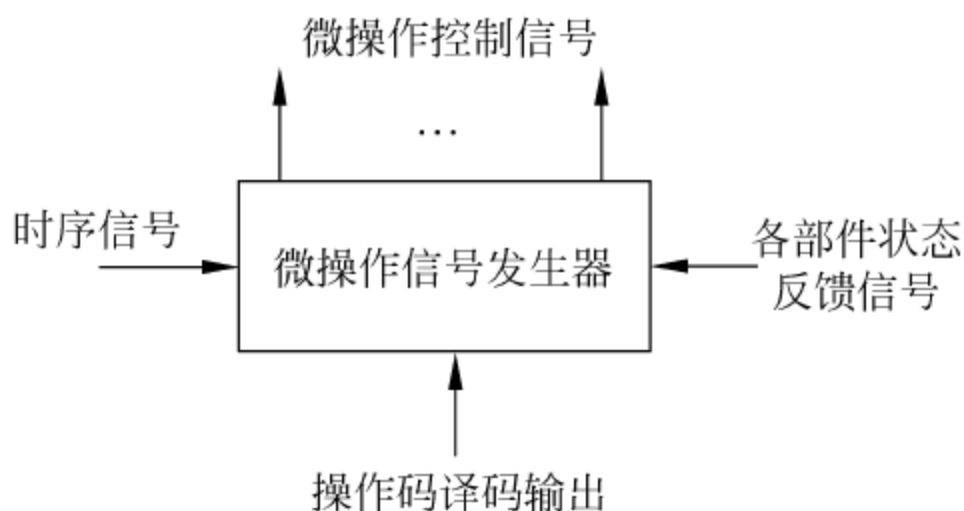 微操作控制信号
…
时序信号
微操作信号发生器
各部件状态
反馈信号
操作码译码输出